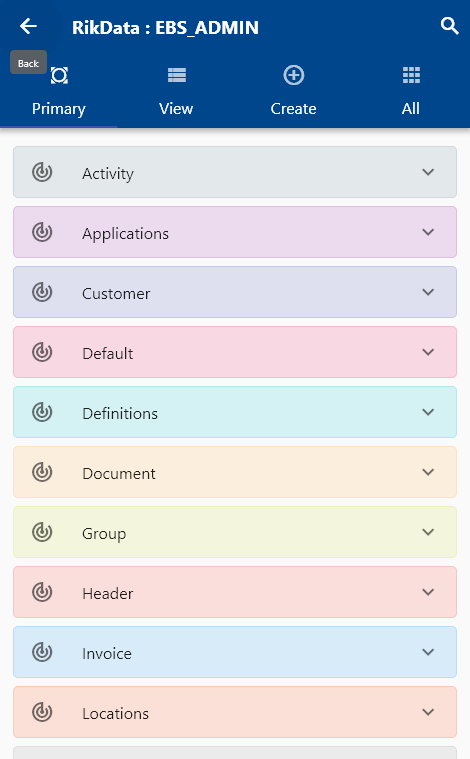 RikData : EBS_ADMIN
Back
Primary
View
Create
All
Activity
Applications
Customer
Default
Definitions
Document
Group
Header
Invoice
Locations